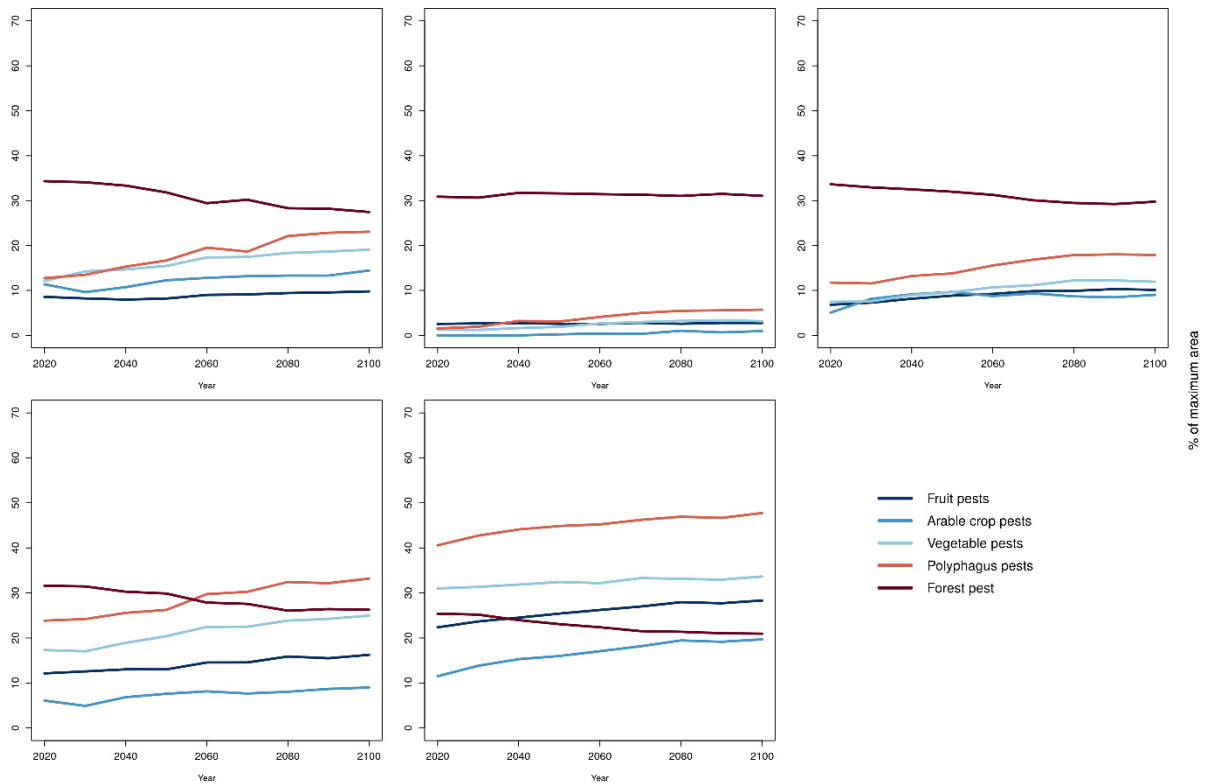 70
60
50
40
30
20
10
0
2020 2040 2060 2080 2100
Year
70
60
50
40
30
20
10
0
2020 2040 2060 2080 2100
Year
70
60
50
40
30
20
10
0
2020 2040 2060 2080 2100
Year
% of maximum area
70
60
50
40
30
20
10
0
2020 2040 2060 2080 2100
Year
70
60
50
40
30
20
10
0
2020 2040 2060 2080 2100
Year
Fruit pests
Arable crop pests
Vegetable pests
Polyphagus pests
Forest pest